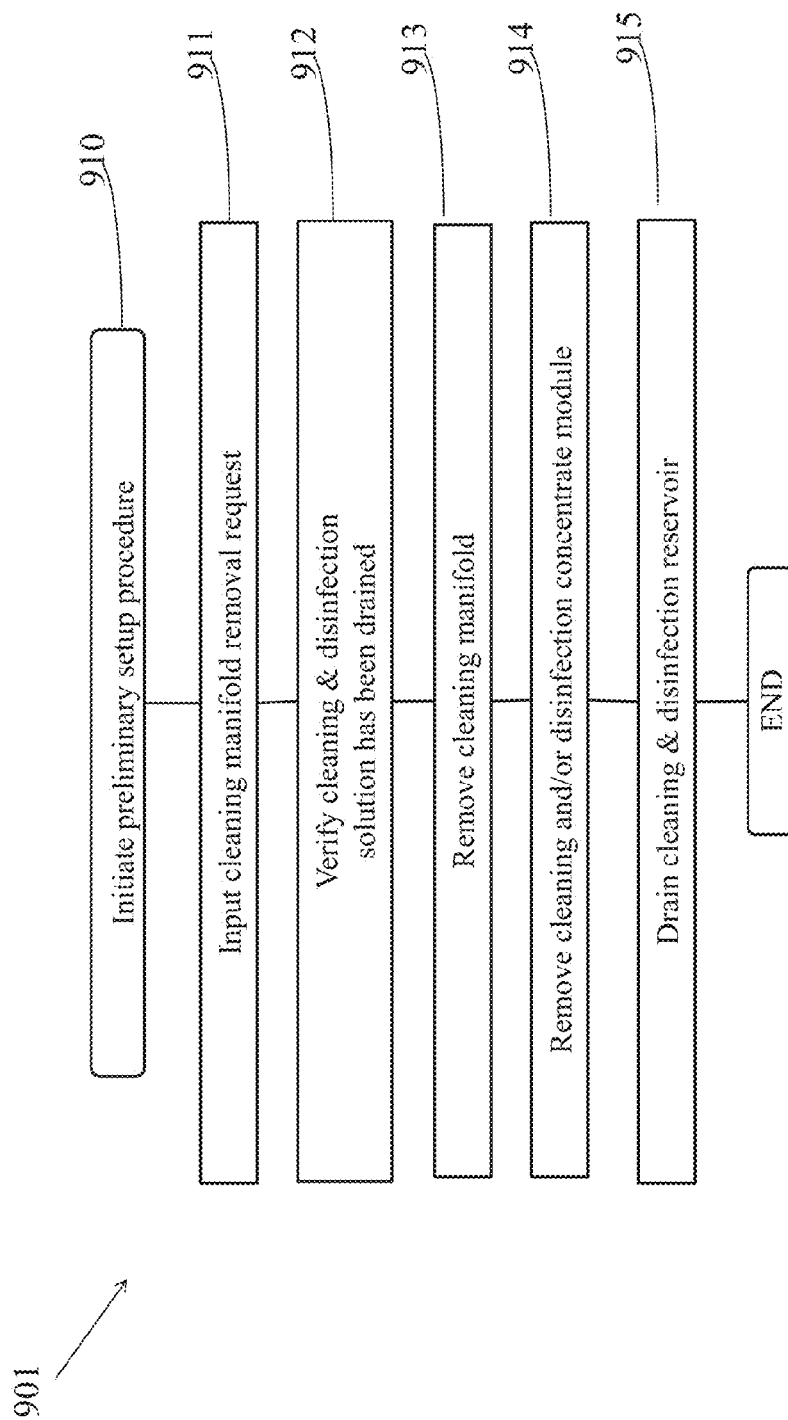 901
Initiate preliminary setup procedure
910
Input cleaning manifold removal request
911
Verify cleaning & disinfection
solution has been drained
912
Remove cleaning manifold
913
Remove cleaning and/or disinfection concentrate module
914
Drain cleaning & disinfection reservoir
915
END